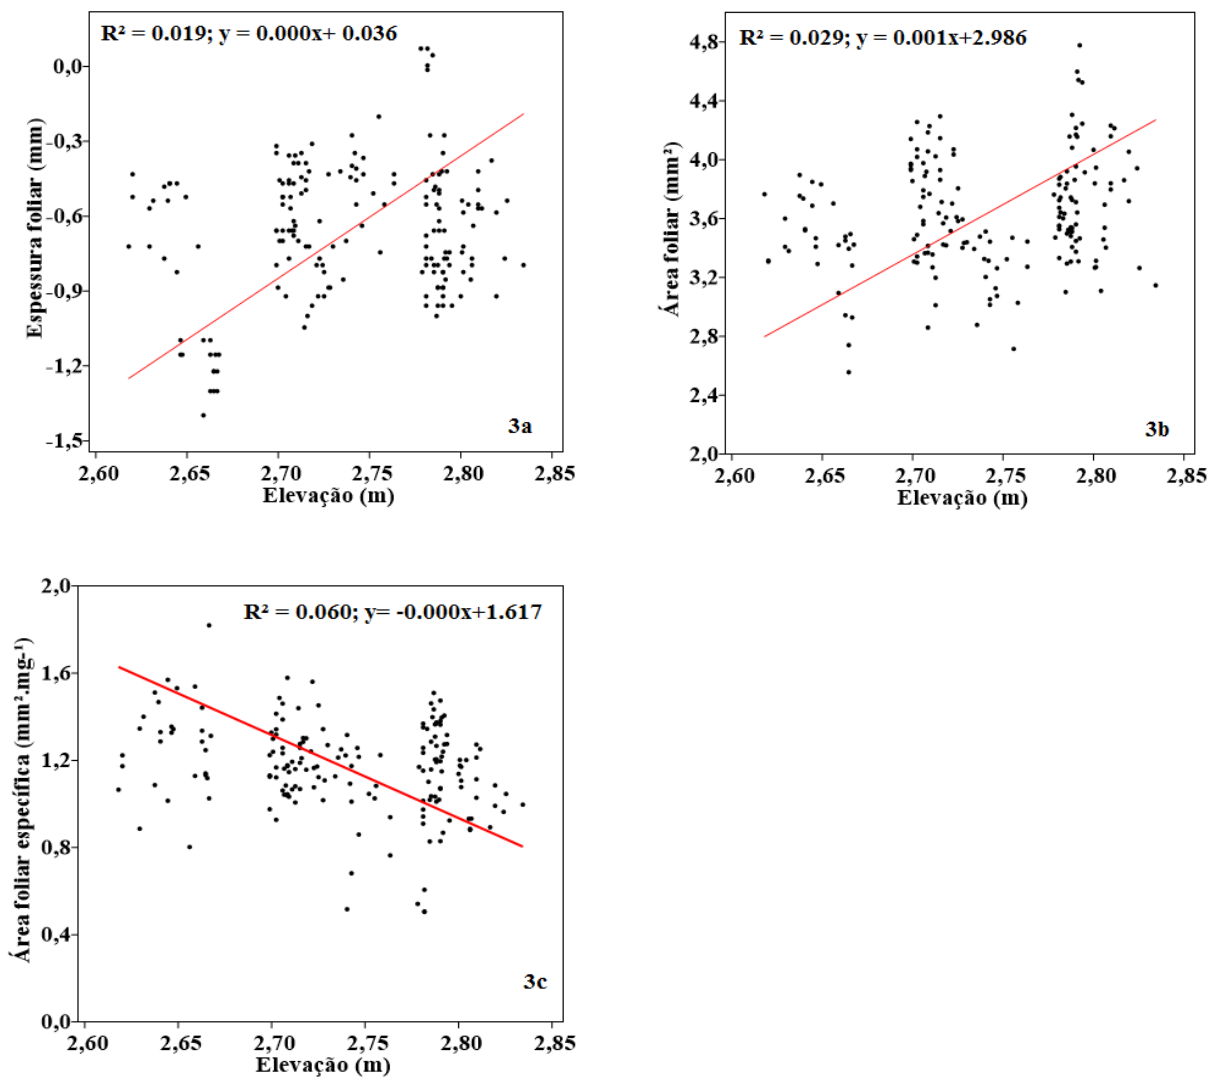 R² = 0.019; y = 0.000x+ 0.036
Espessura foliar (mm)
0,0
-0.3
-0.6
-0.9
-1.2
-1,5
3a
2,60 2,65 2,70 2,75 2,80 2,85
Elevação (m)
R² = 0.029; y = 0.001x+2.986
Área foliar (mm²)
4,8
4,4
4,0
3,6
3,2
2,8
2,4
2,0
3b
2,60 2,65 2,70 2,75 2,80 2,85
Elevação (m)
R² = 0.060; y= -0.000x+1.617
Área foliar específica (mm².mg-¹)
2,0
1,6
1,2
0,8
0,4
0,0
3c
2,60 2,65 2,70 2,75 2,80 2,85
Elevação (m)